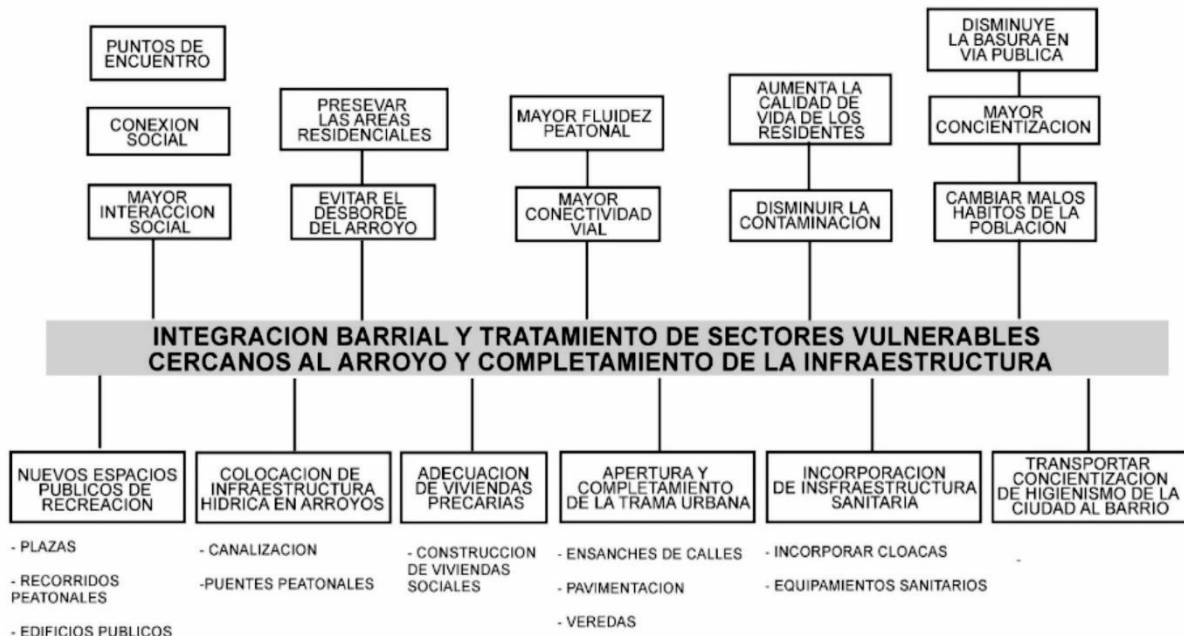 PUNTOS DE
ENCUENTRO
CONEXION
SOCIAL
MAYOR
INTERACCION
SOCIAL
PRESEVAR
LAS AREAS
RESIDENCIALES
EVITAR EL
DESBORDE
DEL ARROYO
MAYOR FLUIDEZ
PEATONAL
MAYOR
CONECTIVIDAD
VIAL
AUMENTA LA
CALIDAD DE
VIDA DE LOS
RESIDENTES
DISMINUIR LA
CONTAMINACION
DISMINUYE
LA BASURA EN
VIA PUBLICA
MAYOR
CONCIENTIZACION
CAMBIAR MALOS
HABITOS DE LA
POBLACIÓN
INTEGRACION BARRIAL Y TRATAMIENTO DE SECTORES VULNERABLES
CERCANOS AL ARROYO Y COMPLETAMIENTO DE LA INFRAESTRUCTURA
NUEVOS ESPACIOS
PUBLICOS DE
RECREACION
- PLAZAS
- RECORRIDOS
PEATONALES
- EDIFICIOS PUBLICOS
COLOCACION DE
INFRAESTRUCTURA
HÍDRICA EN ARROYOS
- CANALIZACION
-PUENTES PEATONALES
ADECUACION
DE VIVIENDAS
PRECARIAS
- CONSTRUCCION
DE VIVIENDAS
SOCIALES
APERTURA Y
COMPLETAMIENTO
DE LA TRAMA URBANA
- ENSANCHES DE CALLES
- PAVIMENTACION
- VEREDAS
INCORPORACION
DE INSFRAESTRUCTURA
SANITARIA
- INCORPORAR CLOACAS
- EQUIPAMIENTOS SANITARIOS
TRANSPORTAR
CONCIENTIZACION
DE HIGIENISMO DE LA
CIUDAD AL BARRIO
-